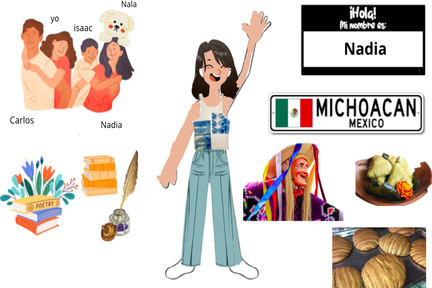 Nala
yo
isaac
Carlos
Nadia
POETRY
¡Hola!
Mi nombre es:
Nadia
MICHOACAN
MEXICO